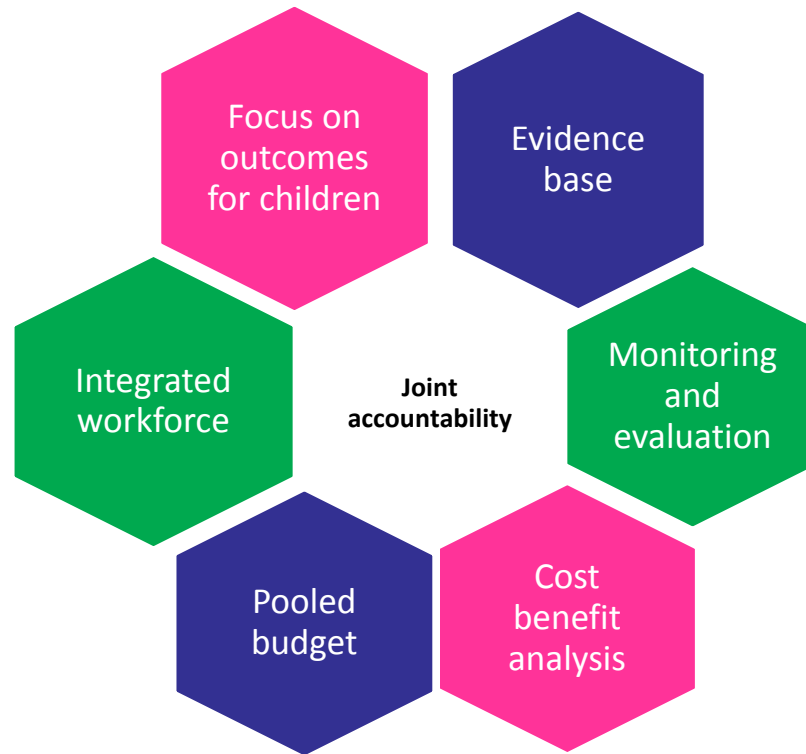 Focus on
outcomes
for children
Evidence
base
Integrated
workforce
Joint
accountability
Monitoring
and
evaluation
Pooled
budget
Cost
benefit
analysis